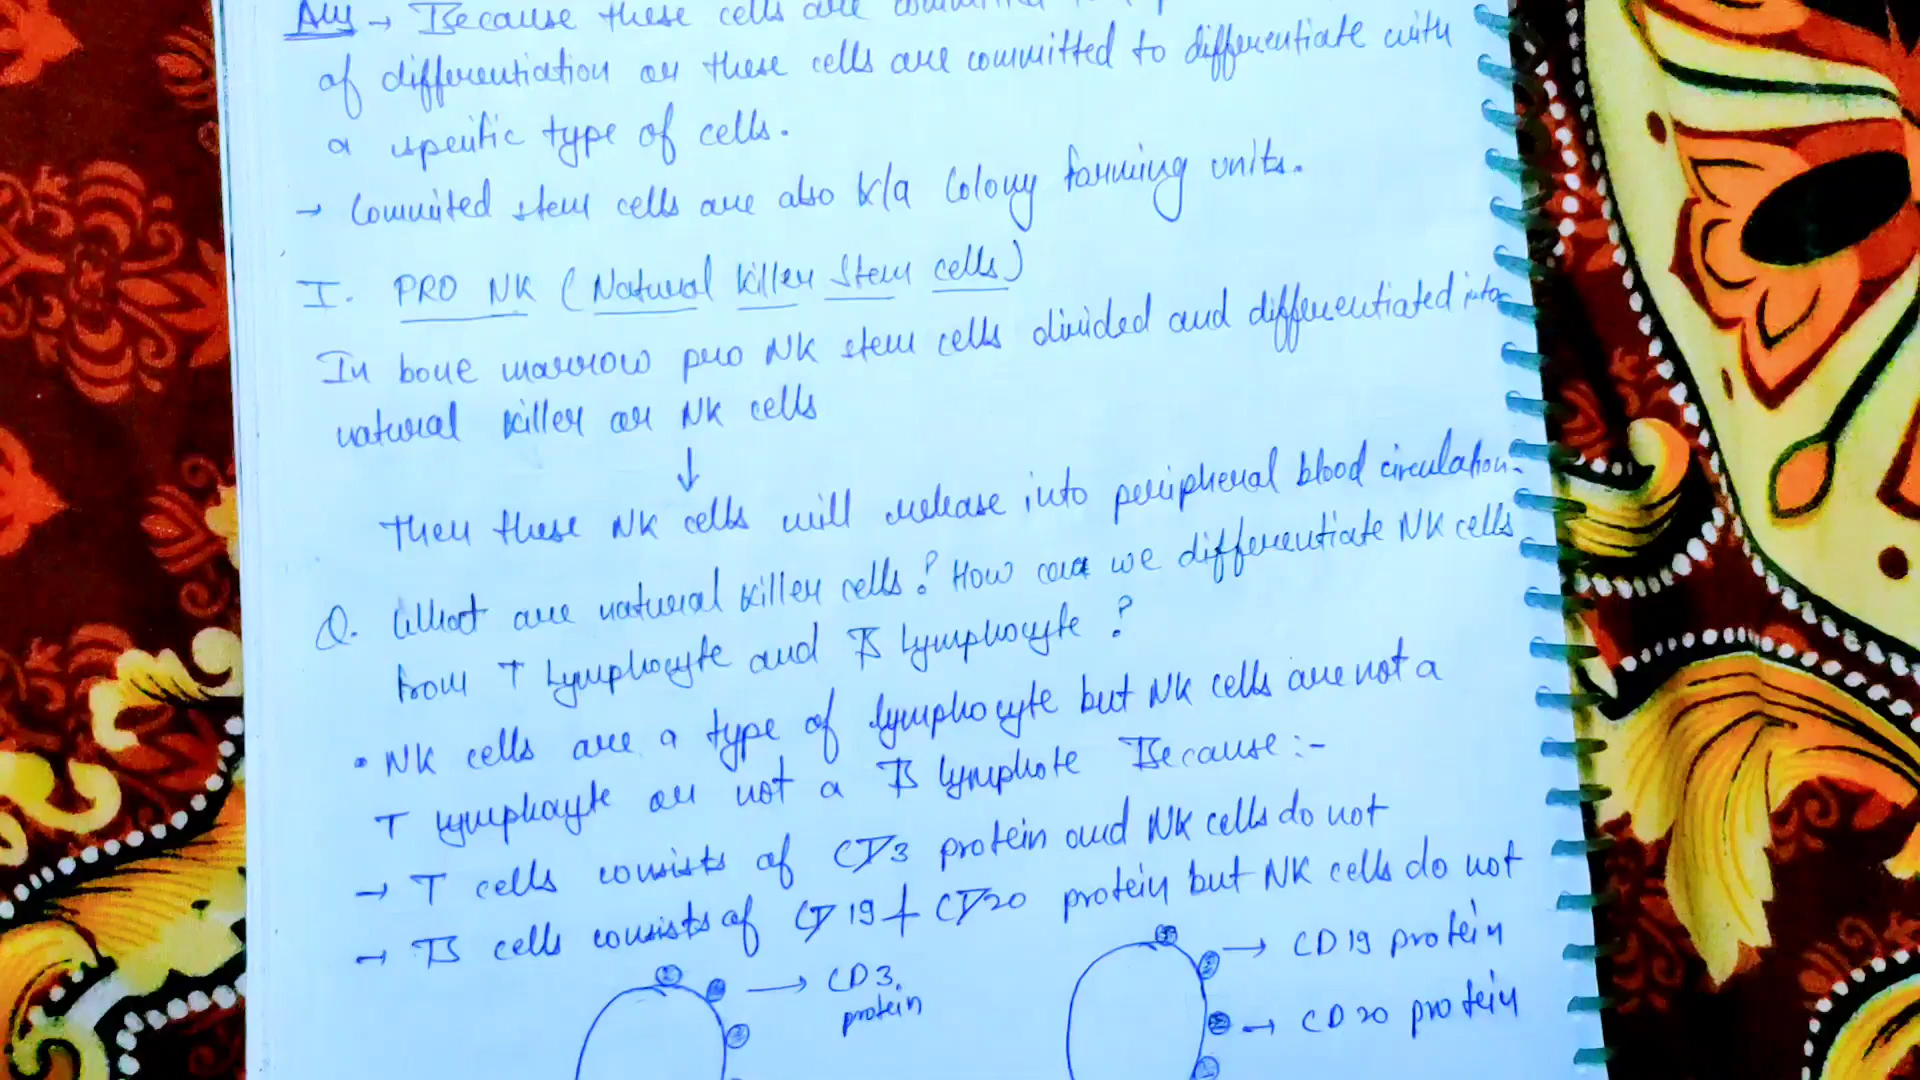 Ans → Because these cells are
of differentiation or these cells are committed to differentiate with
a specific type of cells.
→ Committed stem cells are also k/a Colony forming units.
I. PRO NK (Natural killer Stem cells)
In bone marrow pro NK stem cells divided and differentiated into
natural killer or NK cells
↓
Then these NK cells will release into peripheral blood circulation.
Q. What are natural killer cells? How can we differentiate NK cells
from T lymphocyte and B lymphocyte ?
• NK cells are a type of lymphocyte but NK cells are not a
T lymphocyte or not a B lymphote Because :-
→ T cells consists of CD3 protein and NK cells do not
→ B cells consists of CD19 + CD20 protein but NK cells do not
→ CD3.
protein
→ CD19 protein
→ CD20 protein